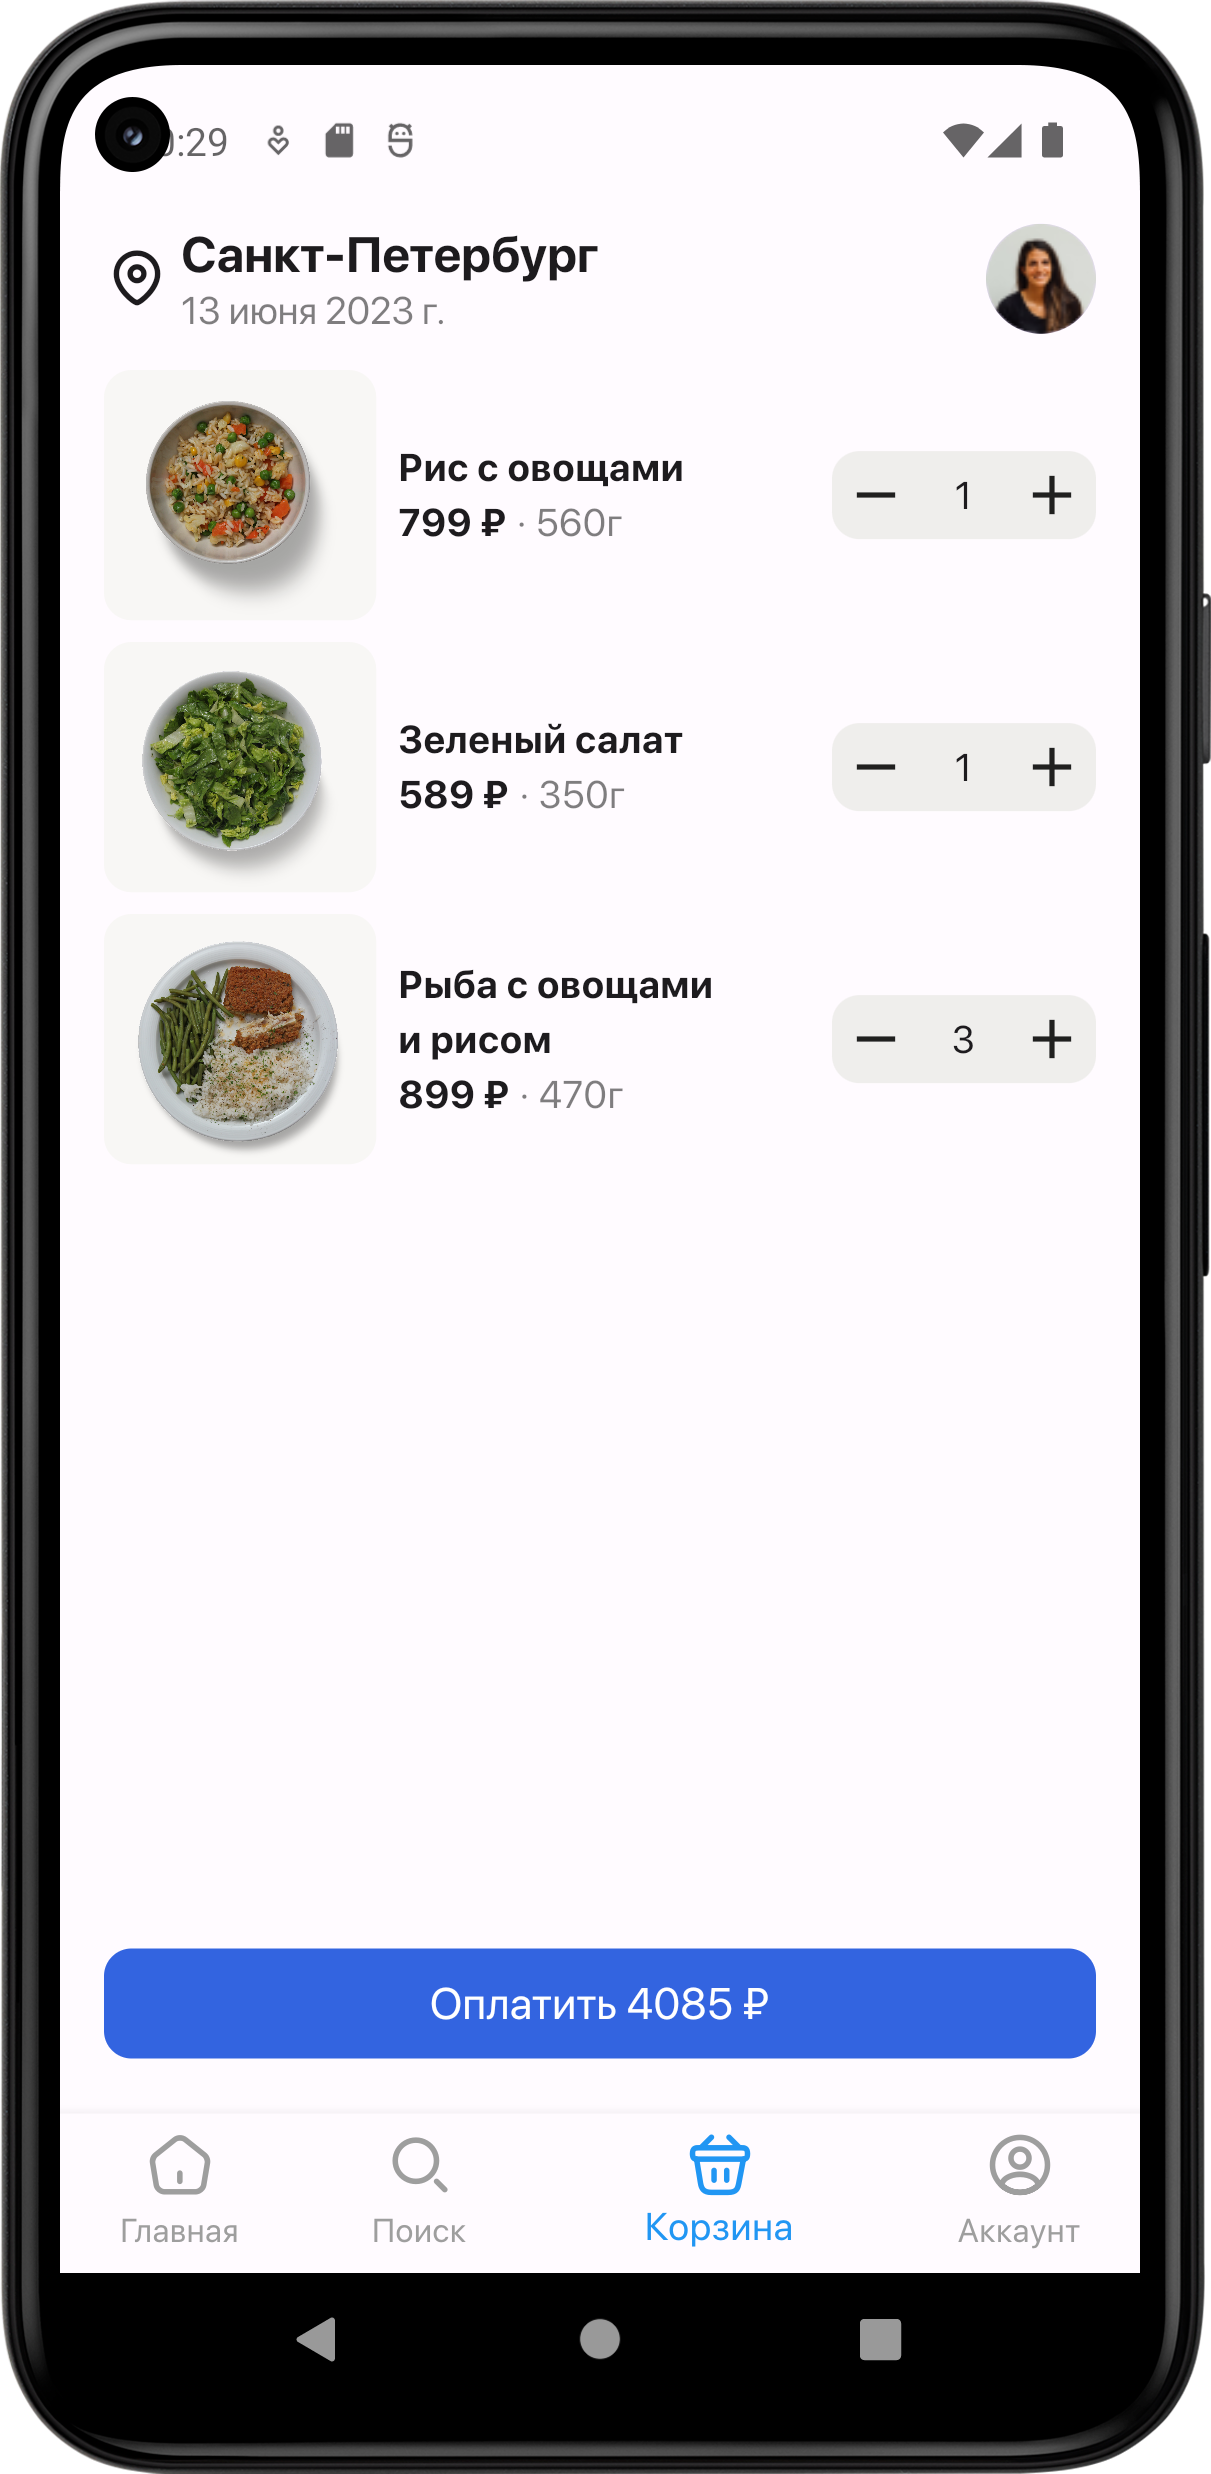 :29
Санкт-Петербург
13 июня 2023 г.
Рис с овощами
799 ₽ · 560г
1
Зеленый салат
589 ₽ · 350г
1
Рыба с овощами
и рисом
899 ₽ · 470г
3
Оплатить 4085 ₽
Главная
Поиск
Корзина
Аккаунт